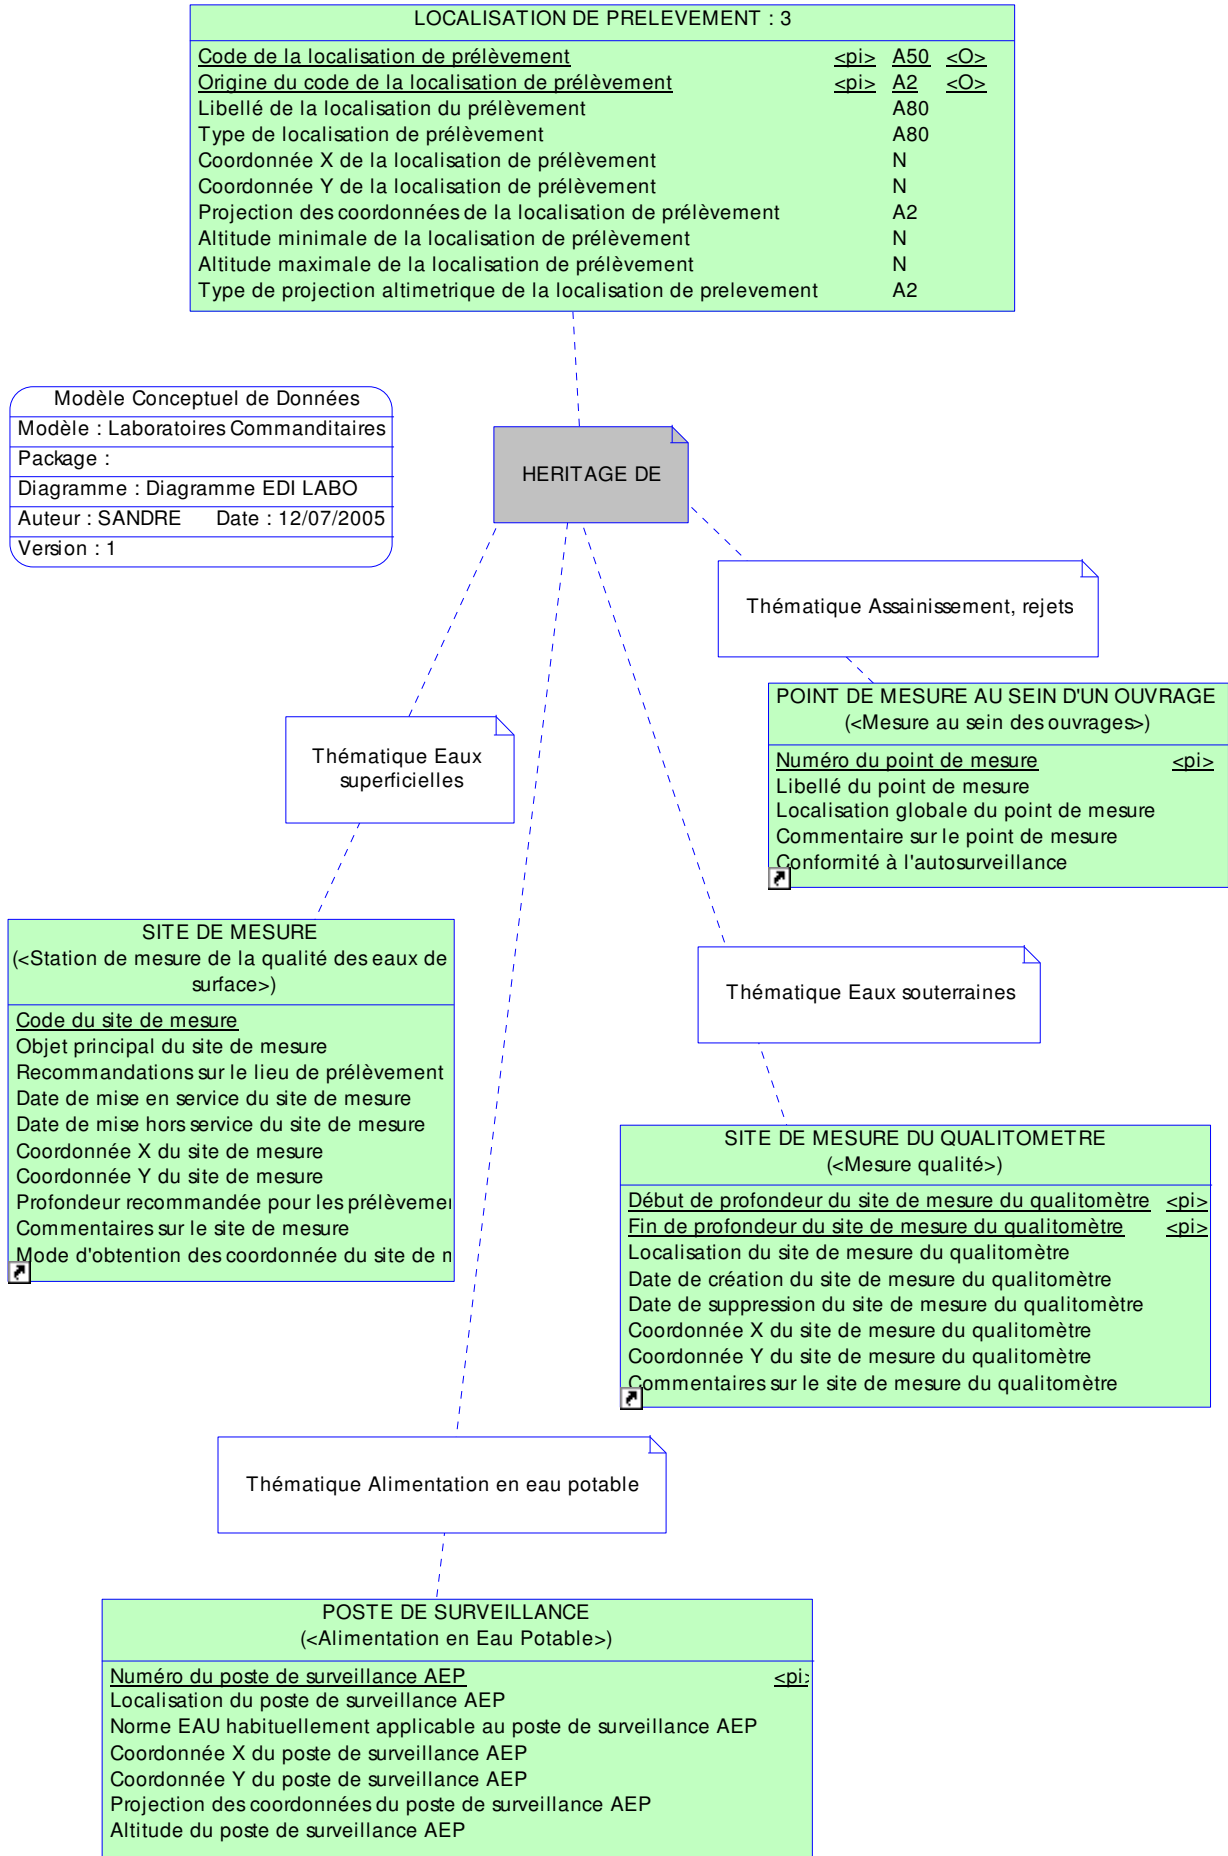 LOCALISATION DE PRELEVEMENT : 3
Code de la localisation de prélèvement <pi> A50 <O>
Origine du code de la localisation de prélèvement <pi> A2 <O>
Libellé de la localisation du prélèvement A80
Type de localisation de prélèvement A80
Coordonnée X de la localisation de prélèvement N
Coordonnée Y de la localisation de prélèvement N
Projection des coordonnées de la localisation de prélèvement A2
Altitude minimale de la localisation de prélèvement N
Altitude maximale de la localisation de prélèvement N
Type de projection altimetrique de la localisation de prelevement A2
Modèle Conceptuel de Données
Modèle : Laboratoires Commanditaires
Package :
Diagramme : Diagramme EDI LABO
Auteur : SANDRE Date : 12/07/2005
Version : 1
HERITAGE DE
Thématique Assainissement, rejets
POINT DE MESURE AU SEIN D'UN OUVRAGE
(<Mesure au sein des ouvrages>)
Numéro du point de mesure <pi>
Libellé du point de mesure
Localisation globale du point de mesure
Commentaire sur le point de mesure
Conformité à l'autosurveillance
Thématique Eaux
superficielles
SITE DE MESURE
(<Station de mesure de la qualité des eaux de
surface>)
Code du site de mesure
Objet principal du site de mesure
Recommandations sur le lieu de prélèvement
Date de mise en service du site de mesure
Date de mise hors service du site de mesure
Coordonnée X du site de mesure
Coordonnée Y du site de mesure
Profondeur recommandée pour les prélèvemen
Commentaires sur le site de mesure
Mode d'obtention des coordonnée du site de m
Thématique Eaux souterraines
SITE DE MESURE DU QUALITOMETRE
(<Mesure qualité>)
Début de profondeur du site de mesure du qualitomètre <pi>
Fin de profondeur du site de mesure du qualitomètre <pi>
Localisation du site de mesure du qualitomètre
Date de création du site de mesure du qualitomètre
Date de suppression du site de mesure du qualitomètre
Coordonnée X du site de mesure du qualitomètre
Coordonnée Y du site de mesure du qualitomètre
Commentaires sur le site de mesure du qualitomètre
Thématique Alimentation en eau potable
POSTE DE SURVEILLANCE
(<Alimentation en Eau Potable>)
Numéro du poste de surveillance AEP <pi>
Localisation du poste de surveillance AEP
Norme EAU habituellement applicable au poste de surveillance AEP
Coordonnée X du poste de surveillance AEP
Coordonnée Y du poste de surveillance AEP
Projection des coordonnées du poste de surveillance AEP
Altitude du poste de surveillance AEP